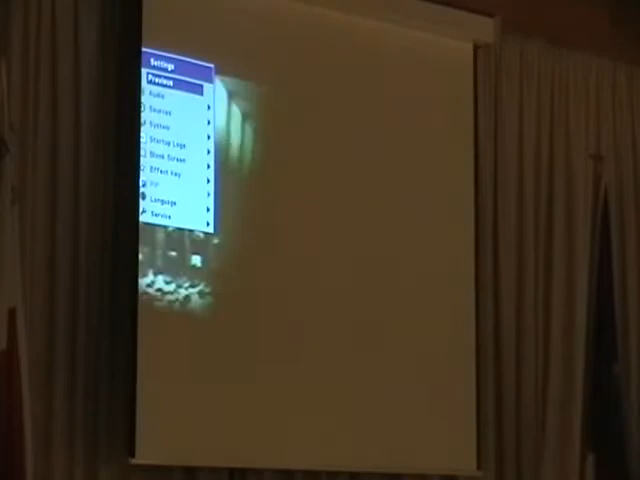 Settings
Previous
Audio
Sources
System
Startup Logo
Blank Screen
Effect Key
PIP
Language
Service